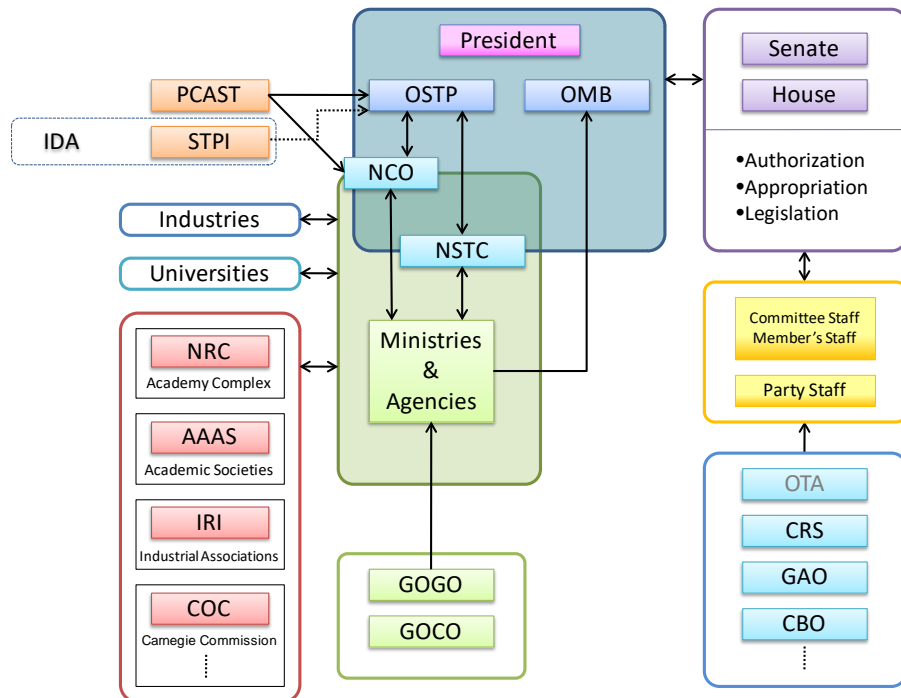 President
Senate
PCAST
OSTP
OMB
House
IDA
STPI
NCO
•Authorization
•Appropriation
•Legislation
Industries
NSTC
Universities
Committee Staff
Member's Staff
Party Staff
NRC
Academy Complex
Ministries
&
Agencies
AAAS
Academic Societies
OTA
IRI
Industrial Associations
CRS
GOGO
GAO
COC
Carnegie Commission
GOCO
CBO